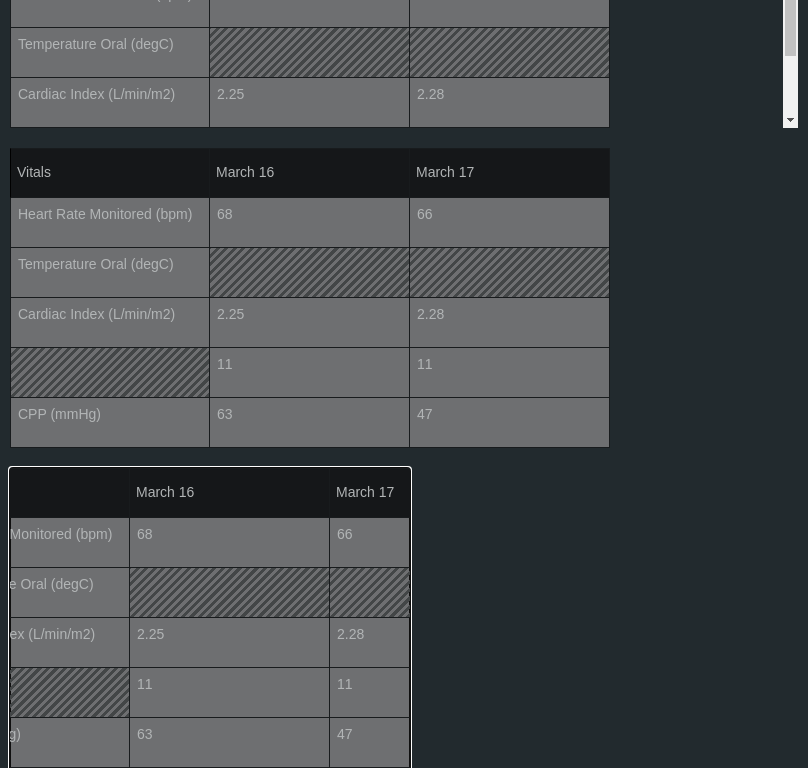 Temperature Oral (degC)
Cardiac Index (L/min/m2) 2.25 2.28
Vitals March 16 March 17
Heart Rate Monitored (bpm) 68 66
Temperature Oral (degC)
Cardiac Index (L/min/m2) 2.25 2.28
11 11
CPP (mmHg) 63 47
March 16 March 17
Monitored (bpm) 68 66
e Oral (degC)
ex (L/min/m2) 2.25 2.28
11 11
g) 63 47